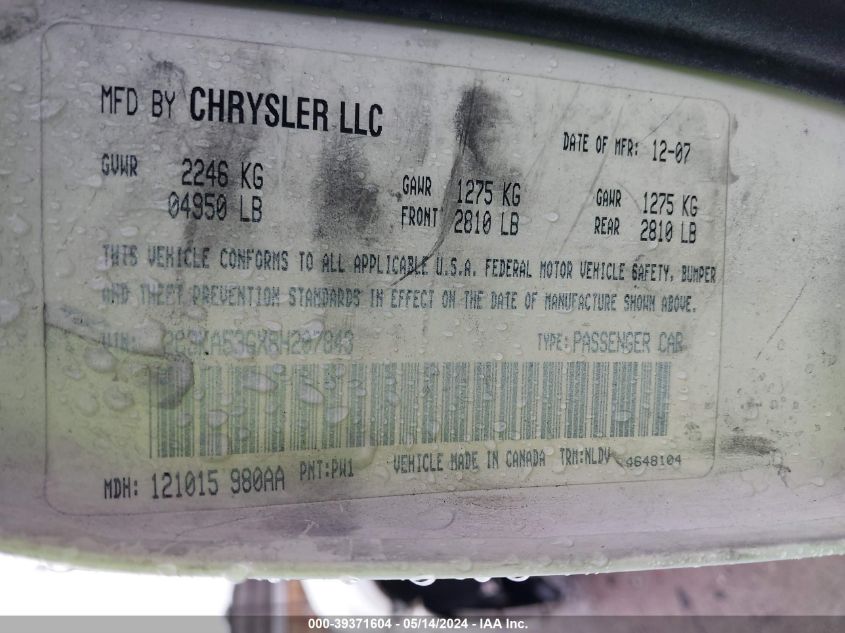 MFD BY CHRYSLER LLC
DATE OF MFR: 12-07
GVWR 2246 KG
04950 LB
GAWR FRONT 1275 KG
2810 LB
GAWR REAR 1275 KG
2810 LB
THIS VEHICLE CONFORMS TO ALL APPLICABLE U.S.A. FEDERAL MOTOR VEHICLE SAFETY, BUMPER
AND THEFT PREVENTION STANDARDS IN EFFECT ON THE DATE OF MANUFACTURE SHOWN ABOVE.
VIN: TYPE: PASSENGER CAR
MDH: 121015 980AA PNT:PW1 VEHICLE MADE IN CANADA TRM:NLDV 4648104
000-39371604 / 05/14/2024 - IAA Inc.